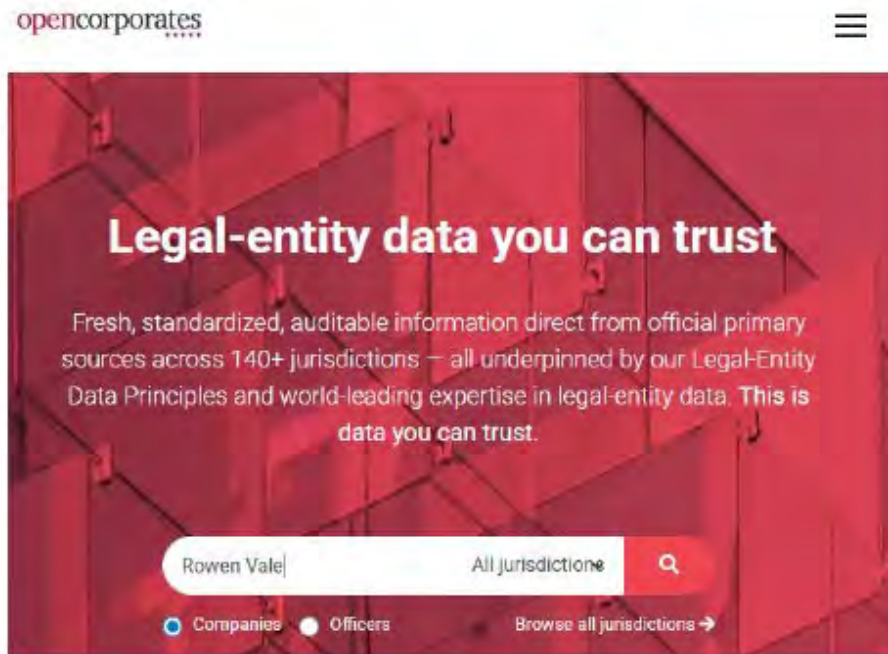 opencorporates
Legal-entity data you can trust
Fresh, standardized, auditable information direct from official primary
sources across 140+ jurisdictions — all underpinned by our Legal-Entity
Data Principles and world-leading expertise in legal-entity data. This is
data you can trust.
Rowen Vale All jurisdictions
Companies Officers Browse all jurisdictions →